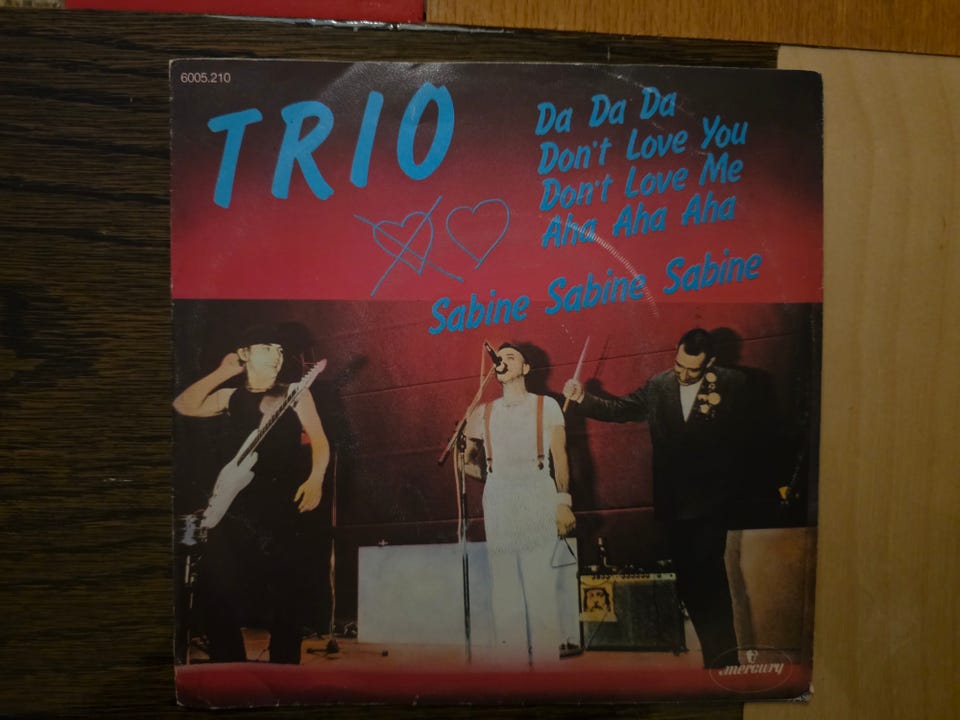 6005.210
TRIO
Da Da Da
Don't Love You
Don't Love Me
Aha Aha Aha
Sabine Sabine Sabine
mercury